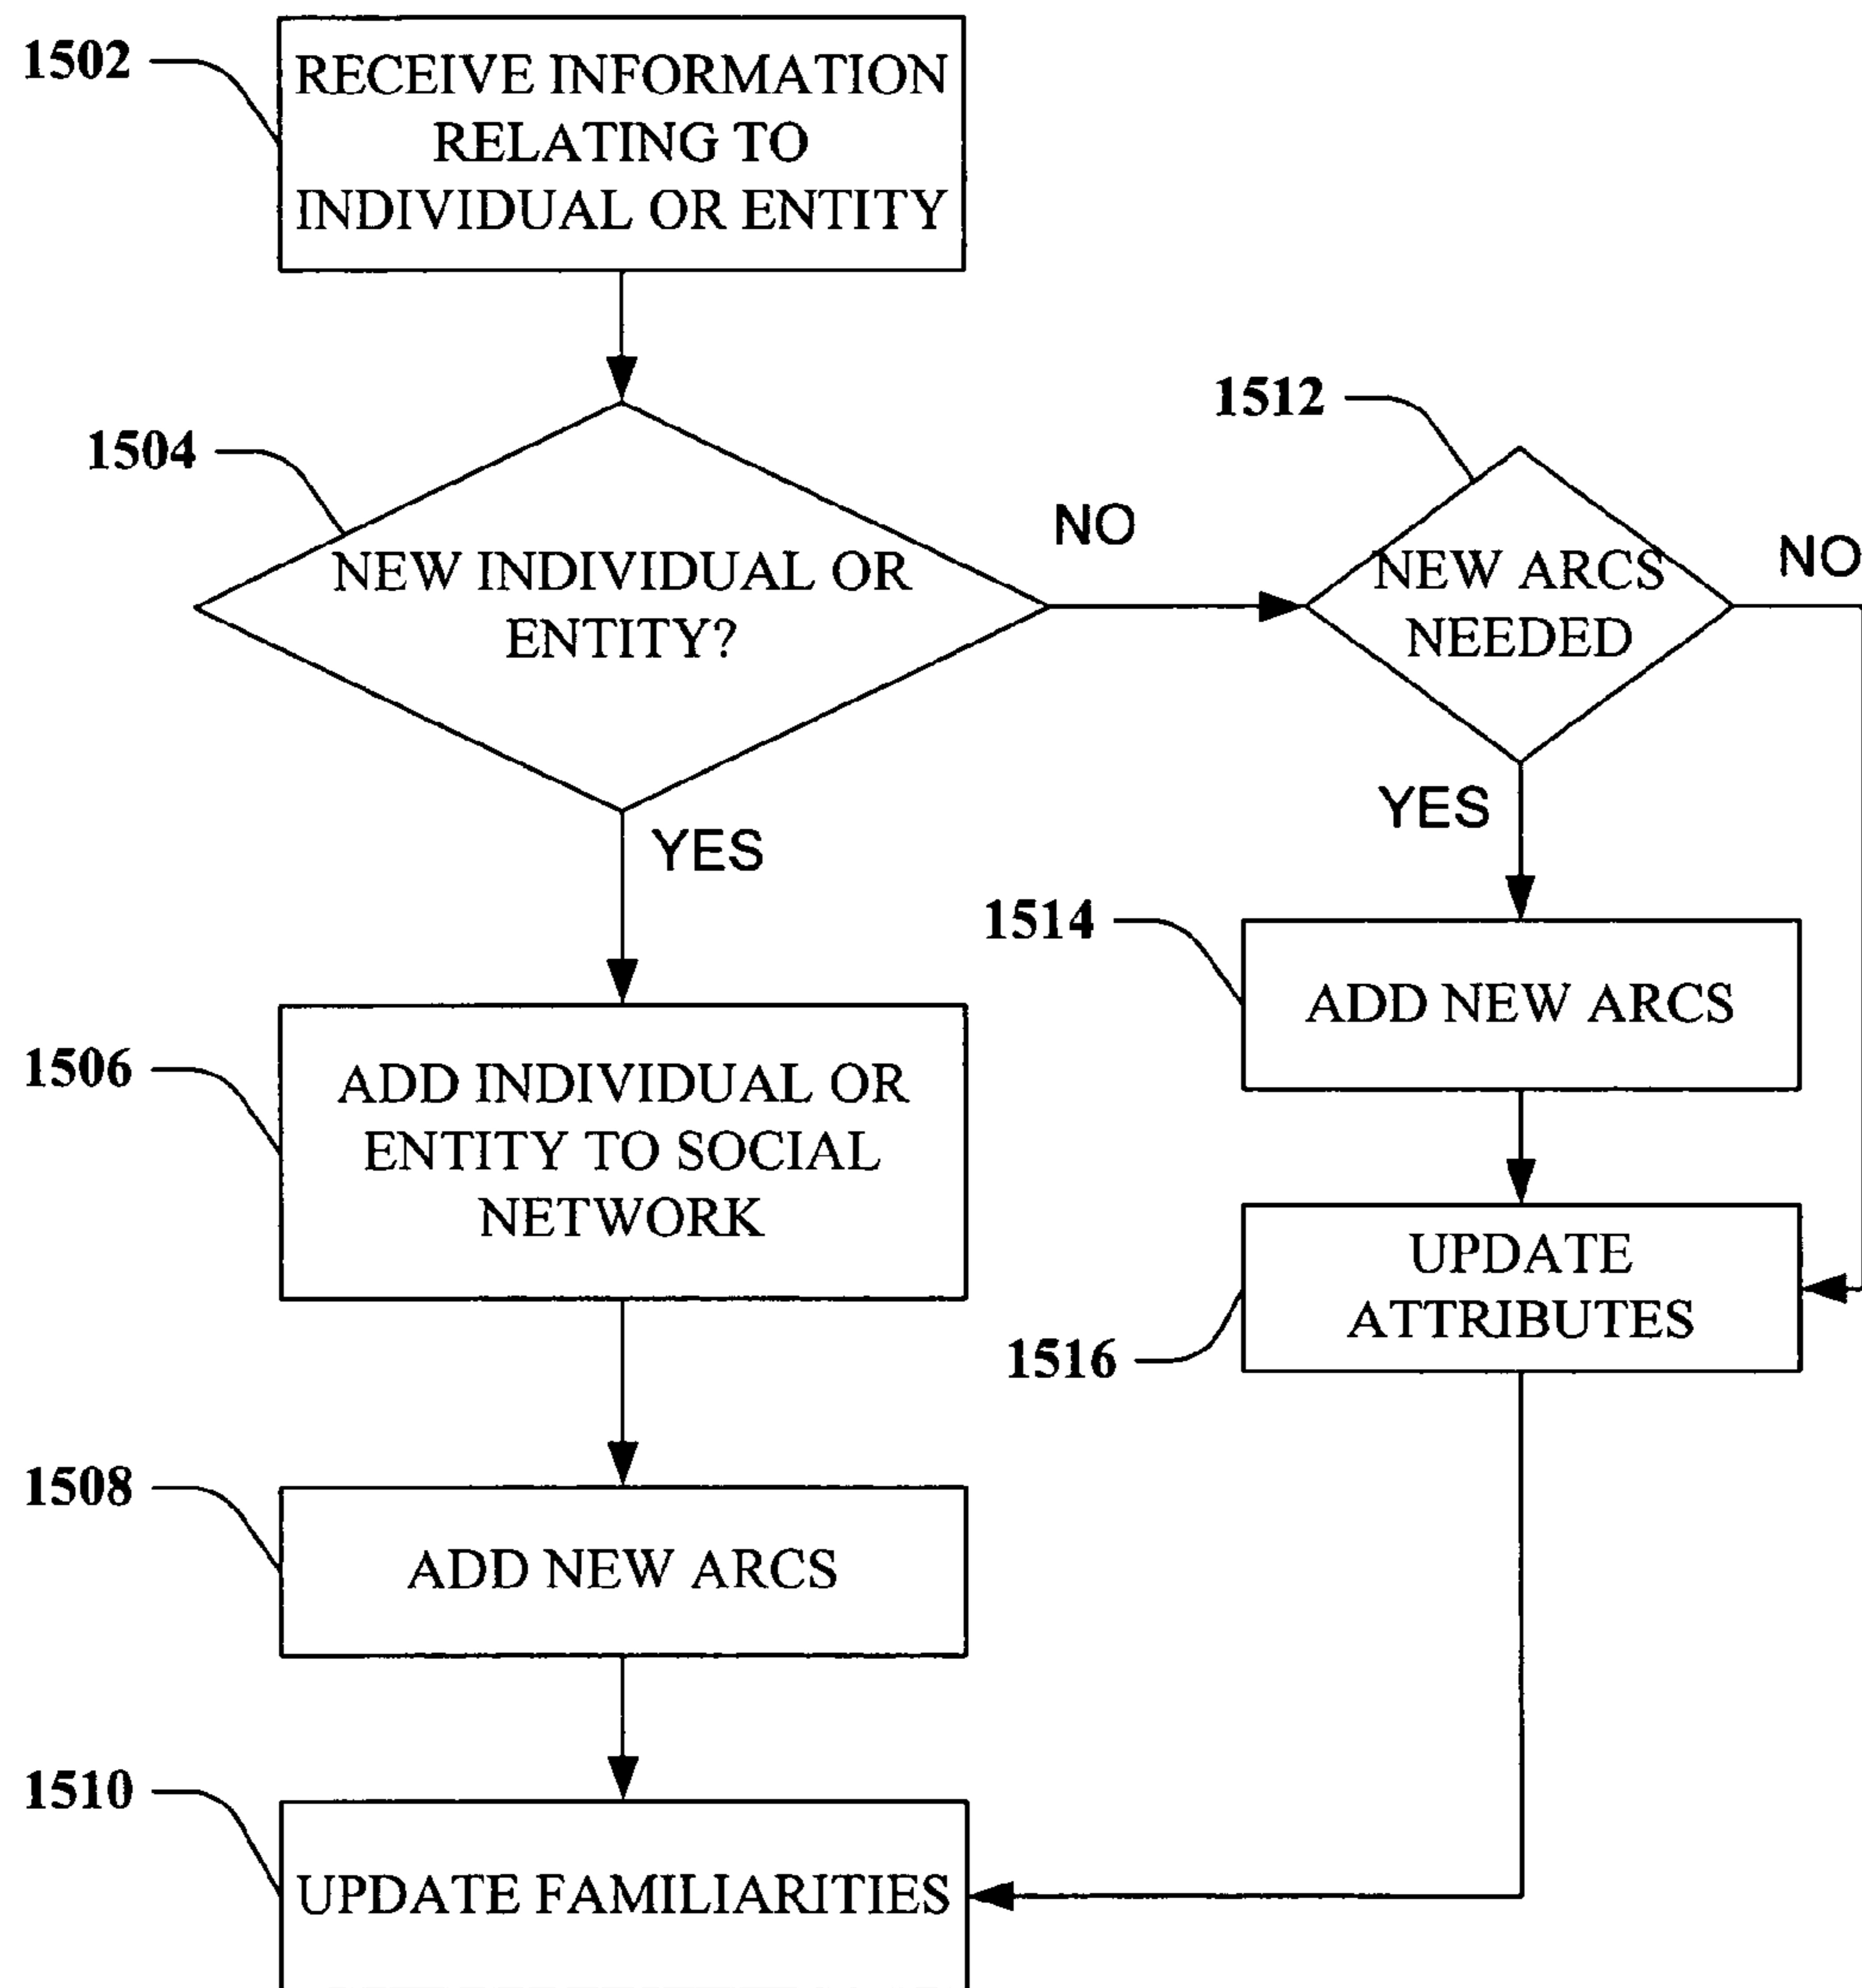 1502
RECEIVE INFORMATION
RELATING TO
INDIVIDUAL OR ENTITY
1504
NEW INDIVIDUAL OR
ENTITY?
NO
1512
NEW ARCS
NEEDED
NO
YES
YES
1514
ADD NEW ARCS
1506
ADD INDIVIDUAL OR
ENTITY TO SOCIAL
NETWORK
UPDATE
ATTRIBUTES
1516
1508
ADD NEW ARCS
1510
UPDATE FAMILIARITIES